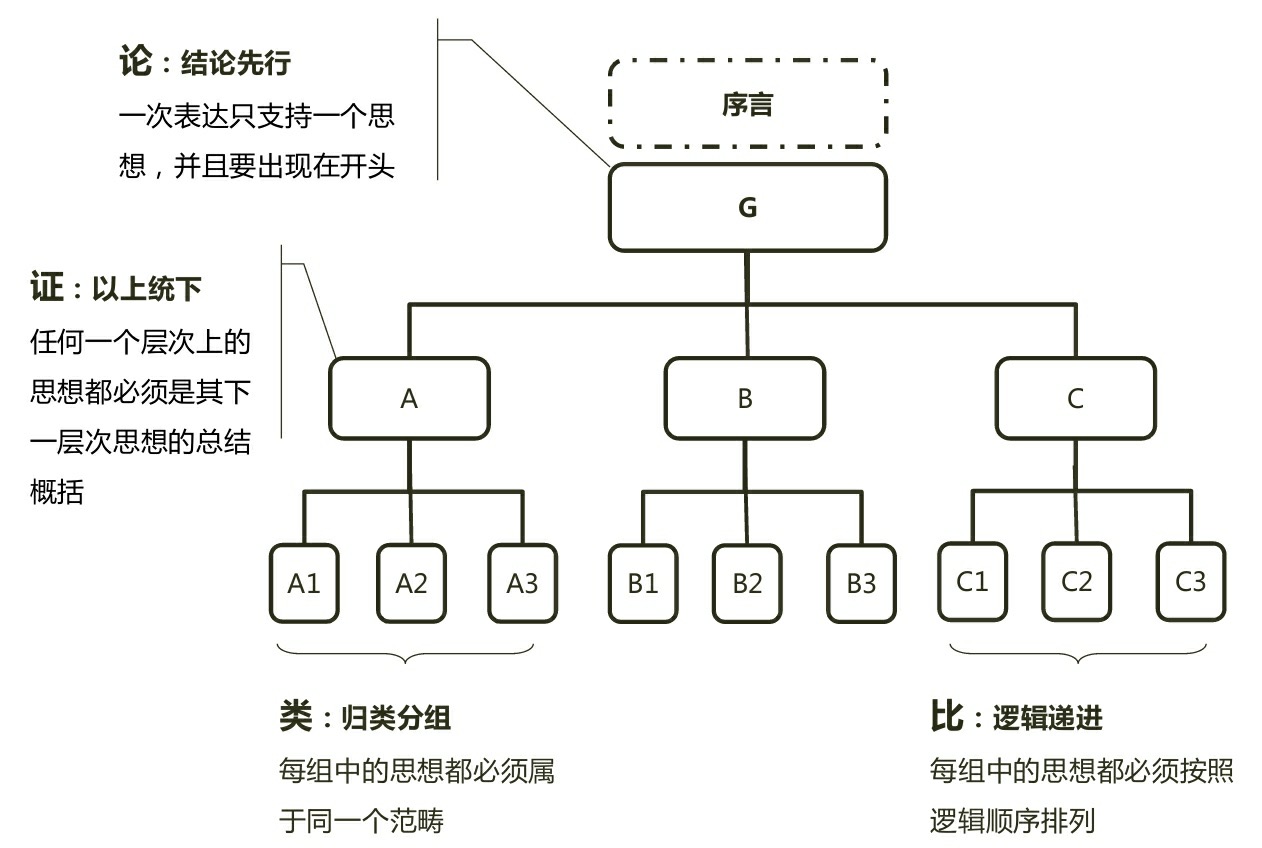 论：结论先行
一次表达只支持一个思
想，并且要出现在开头
序言
G
证：以上统下
任何一个层次上的
思想都必须是其下
一层次思想的总结
概括
A
B
C
A1
A2
A3
B1
B2
B3
C1
C2
C3
类：归类分组
每组中的思想都必须属
于同一个范畴
比：逻辑递进
每组中的思想都必须按照
逻辑顺序排列